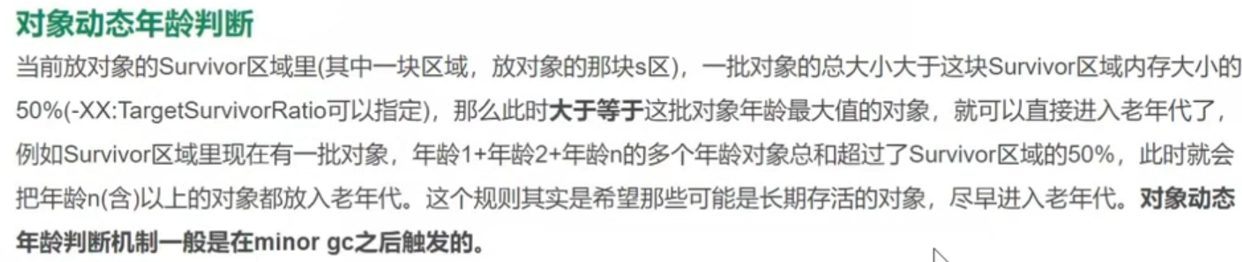 对象动态年龄判断
当前放对象的Survivor区域里(其中一块区域，放对象的那块s区)，一批对象的总大小大于这块Survivor区域内存大小的
50%(-XX:TargetSurvivorRatio可以指定)，那么此时大于等于这批对象年龄最大值的对象，就可以直接进入老年代了，
例如Survivor区域里现在有一批对象，年龄1+年龄2+年龄n的多个年龄对象总和超过了Survivor区域的50%，此时就会
把年龄n(含)以上的对象都放入老年代。这个规则其实是希望那些可能是长期存活的对象，尽早进入老年代。对象动态
年龄判断机制一般是在minor gc之后触发的。